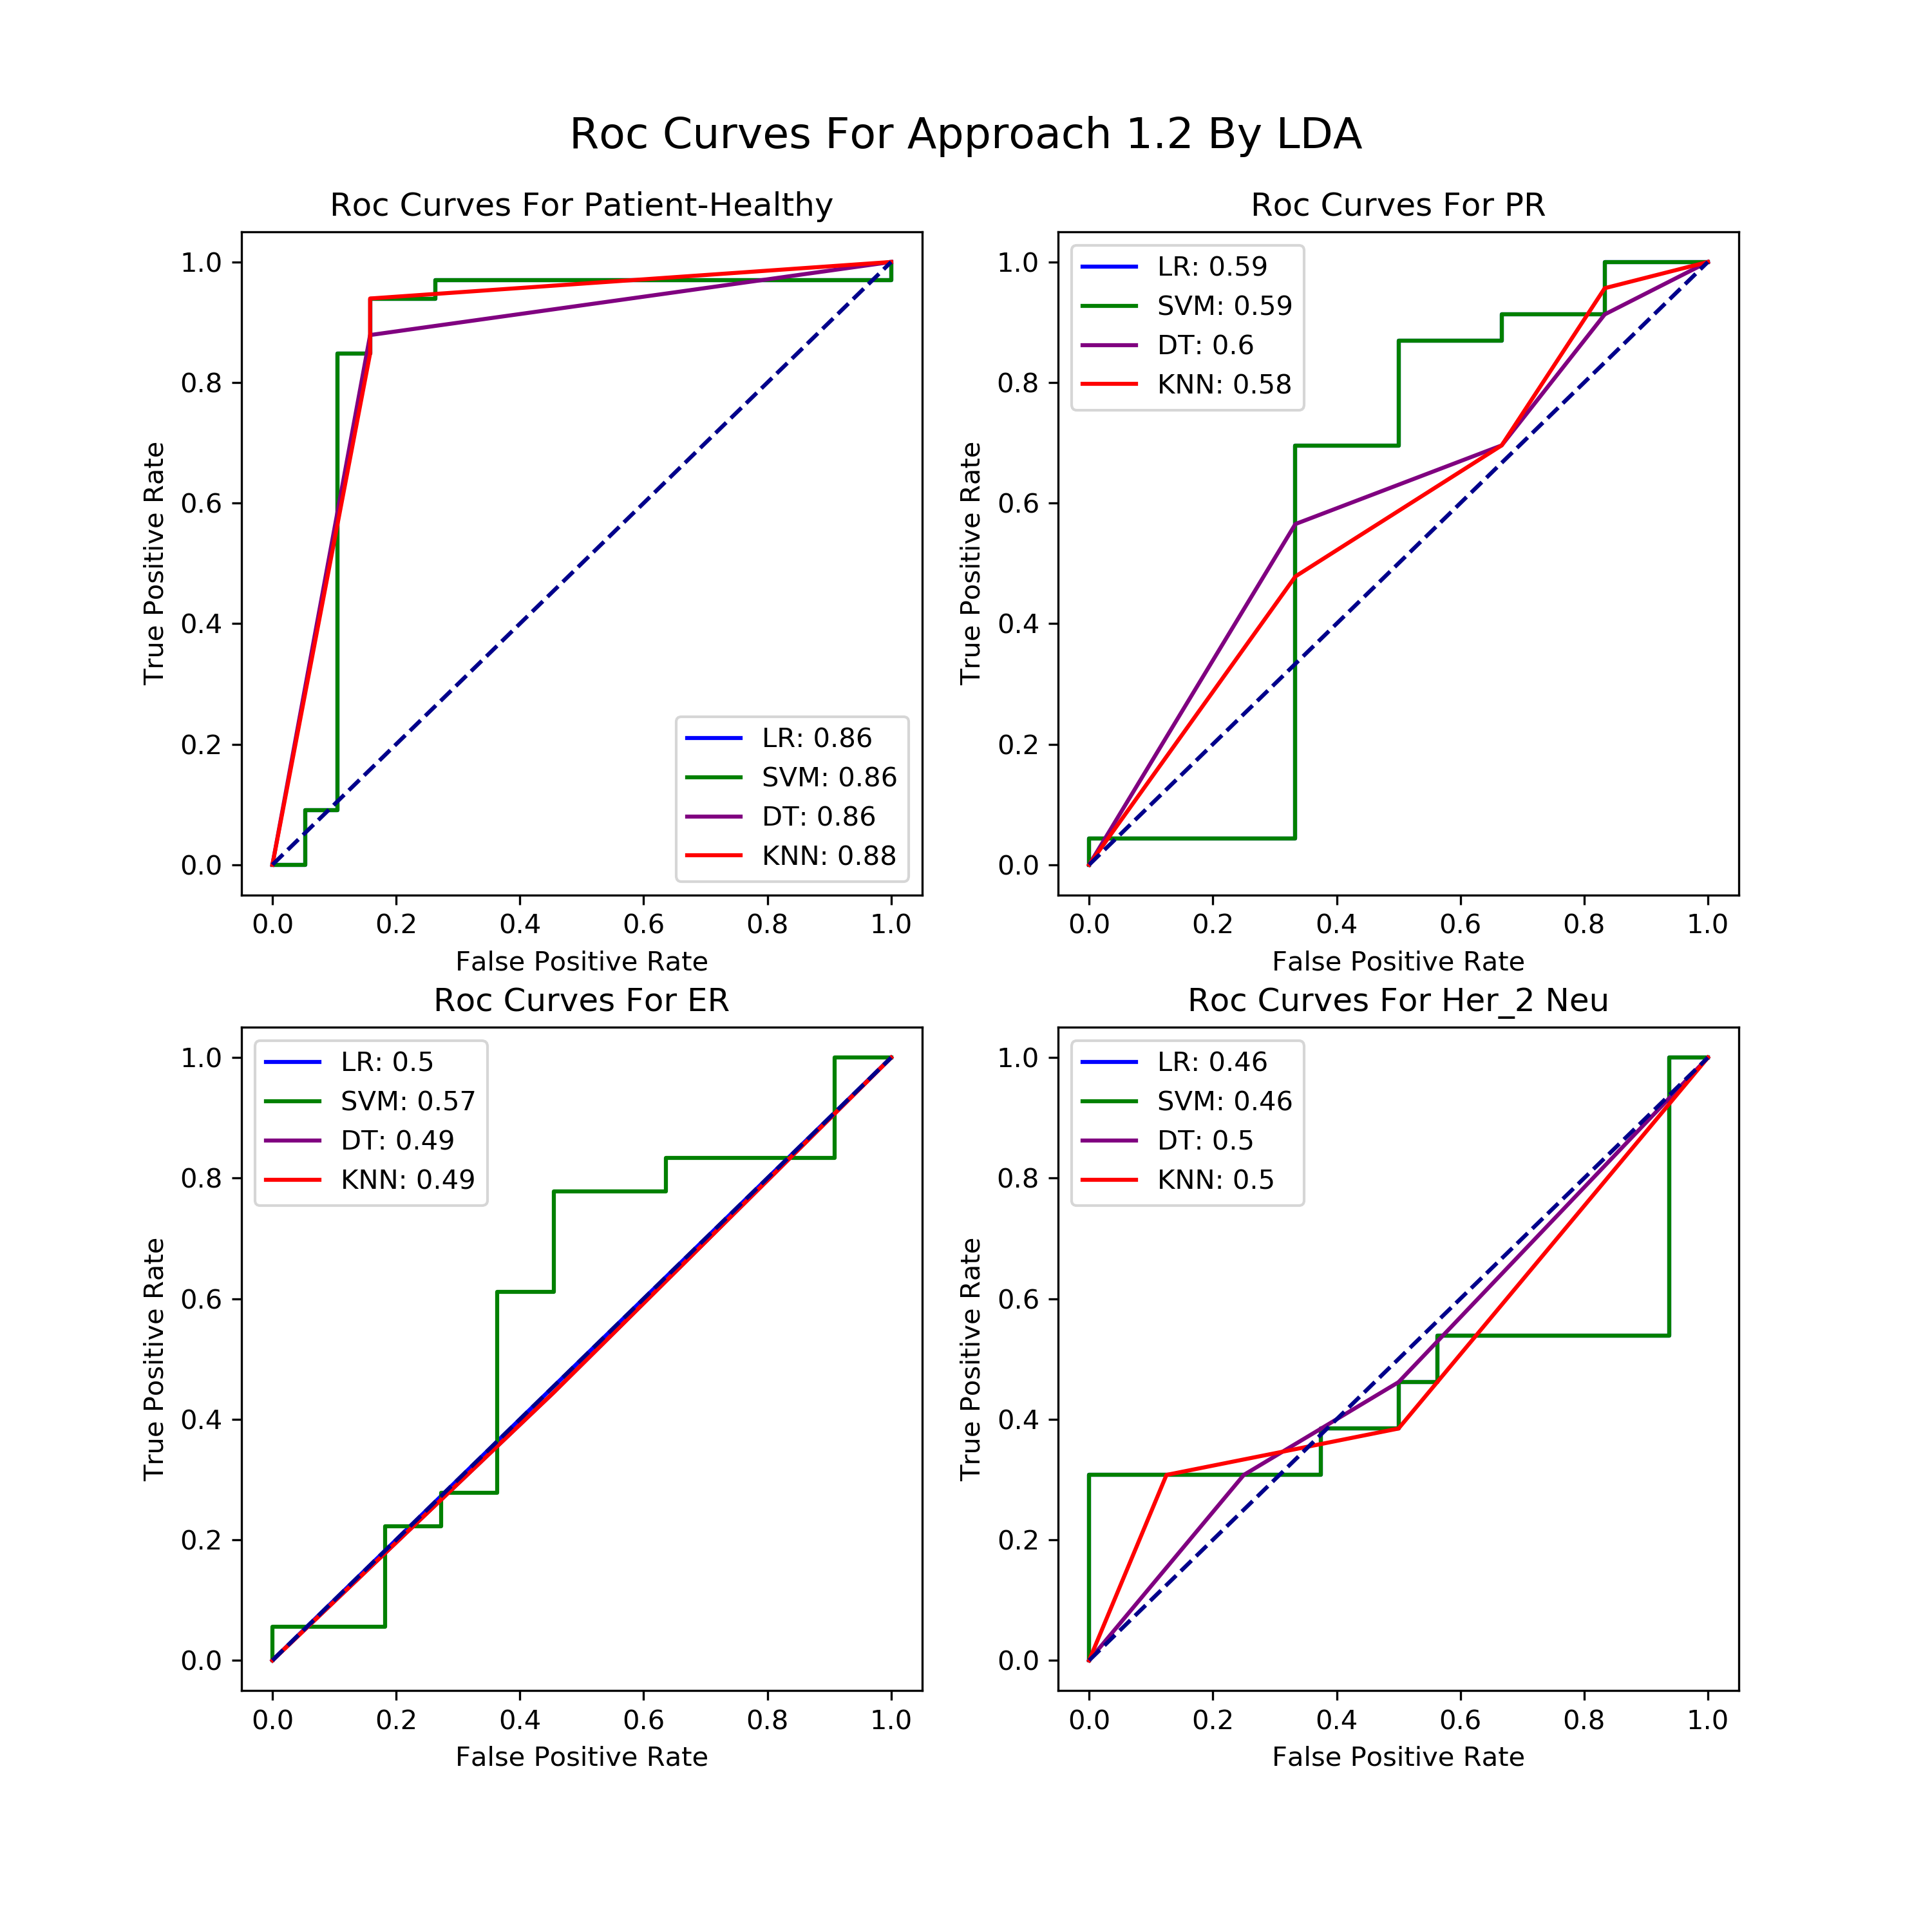 Roc Curves For Approach 1.2 By LDA
Roc Curves For Patient-Healthy
True Positive Rate
1.0
0.8
0.6
0.4
0.2
0.0
LR: 0.86
SVM: 0.86
DT: 0.86
KNN: 0.88
0.0 0.2 0.4 0.6 0.8 1.0
False Positive Rate
Roc Curves For PR
True Positive Rate
1.0
0.8
0.6
0.4
0.2
0.0
LR: 0.59
SVM: 0.59
DT: 0.6
KNN: 0.58
0.0 0.2 0.4 0.6 0.8 1.0
False Positive Rate
Roc Curves For ER
True Positive Rate
1.0
0.8
0.6
0.4
0.2
0.0
LR: 0.5
SVM: 0.57
DT: 0.49
KNN: 0.49
0.0 0.2 0.4 0.6 0.8 1.0
False Positive Rate
Roc Curves For Her_2 Neu
True Positive Rate
1.0
0.8
0.6
0.4
0.2
0.0
LR: 0.46
SVM: 0.46
DT: 0.5
KNN: 0.5
0.0 0.2 0.4 0.6 0.8 1.0
False Positive Rate